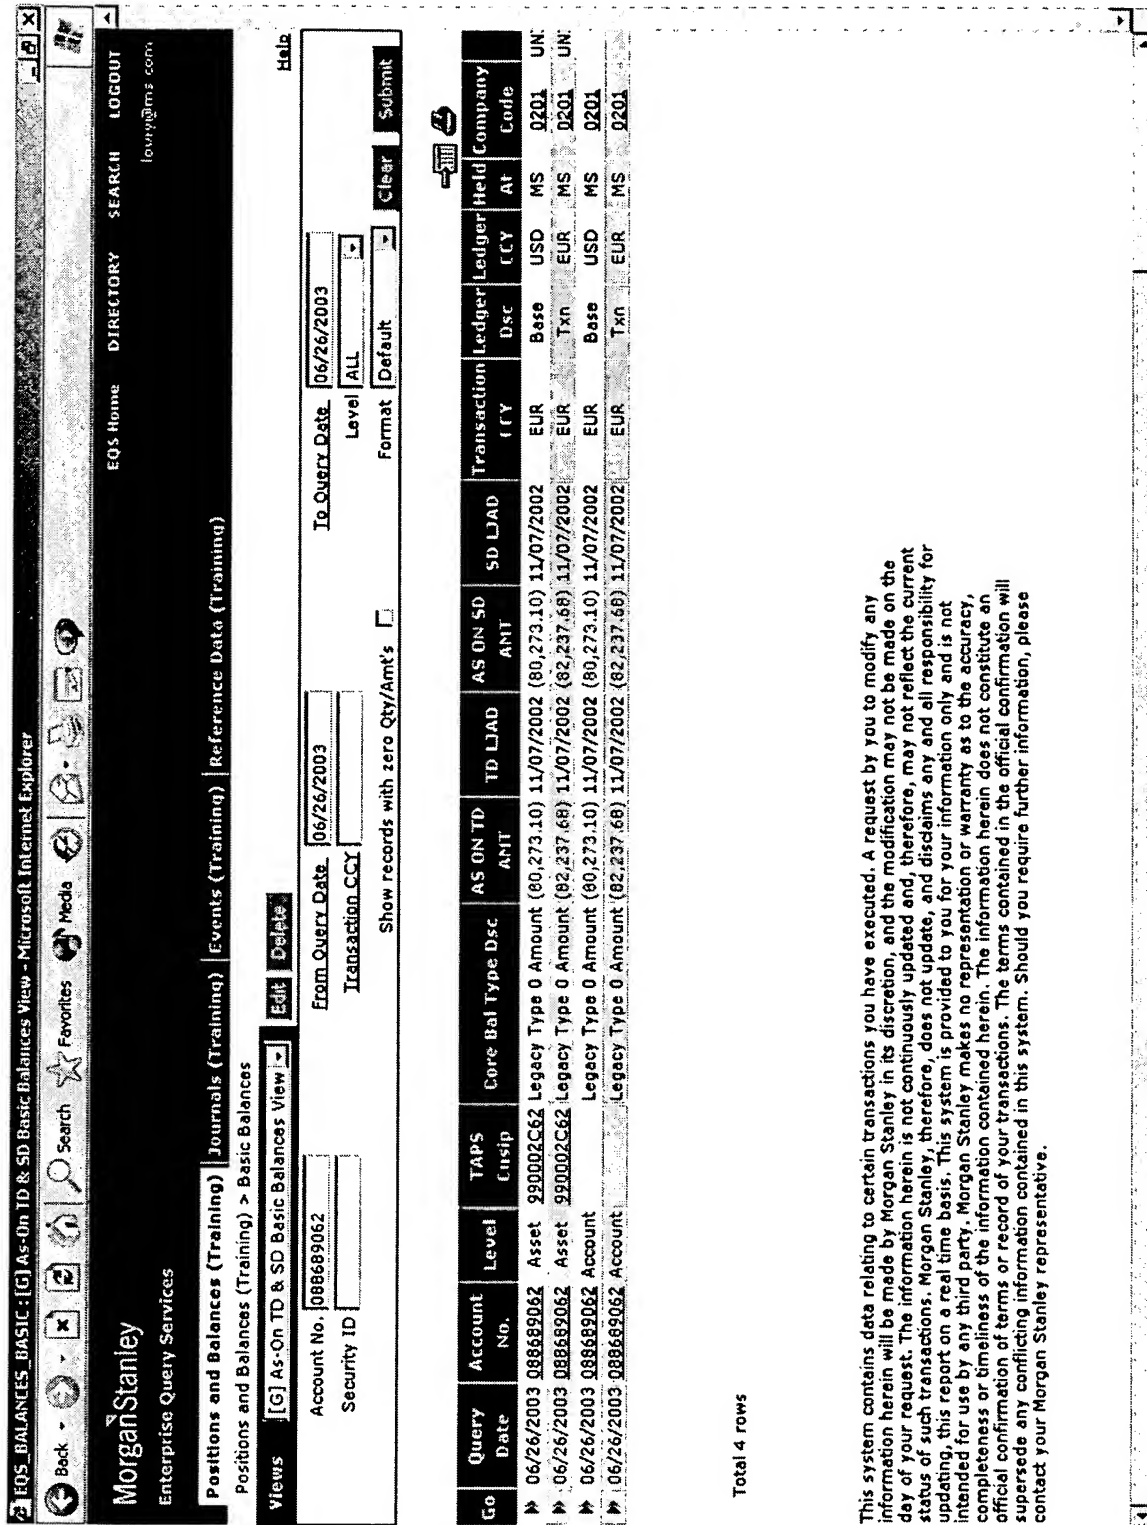 EQS_BALANCES_BASIC : [G] As-On TD & SD Basic Balances View - Microsoft Internet Explorer
Back Search Favorites Media
EQS Home DIRECTORY SEARCH LOGOUT
MorganStanley
Enterprise Query Services
Positions and Balances (Training) Journals (Training) Events (Training) Reference Data (Training)
Positions and Balances (Training) > Basic Balances
Views [G] As-On TD & SD Basic Balances View Edit Delete Help
Account No. 088689062 From Query Date 06/26/2003 To Query Date 06/26/2003
Security ID Transaction CCY Level ALL
Show records with zero Qty/Amt's Format Default Clear Submit
Go Query Date Account No. Level TAPS Cusip Core Bal Type Dsc AS ON TD AMT TD LJAD AS ON SD AMT SD LJAD Transaction CCY Ledger Dsc Ledger CCY Held At Company Code
06/26/2003 088689062 Asset 990002C62 Legacy Type 0 Amount (80,273.10) 11/07/2002 (80,273.10) 11/07/2002 EUR Base USD MS 0201 UN
06/26/2003 088689062 Asset 990002C62 Legacy Type 0 Amount (82,237.68) 11/07/2002 (82,237.68) 11/07/2002 EUR Txn EUR MS 0201 UN
06/26/2003 088689062 Account Legacy Type 0 Amount (80,273.10) 11/07/2002 (80,273.10) 11/07/2002 EUR Base USD MS 0201
06/26/2003 088689062 Account Legacy Type 0 Amount (82,237.68) 11/07/2002 (82,237.68) 11/07/2002 EUR Txn EUR MS 0201
Total 4 rows
This system contains data relating to certain transactions you have executed. A request by you to modify any
information herein will be made by Morgan Stanley in its discretion, and the modification may not be made on the
day of your request. The information herein is not continuously updated and, therefore, may not reflect the current
status of such transactions. Morgan Stanley, therefore, does not update, and disclaims any and all responsibility for
updating, this report on a real time basis. This system is provided to you for your information only and is not
intended for use by any third party. Morgan Stanley makes no representation or warranty as to the accuracy,
completeness or timeliness of the information contained herein. The information herein does not constitute an
official confirmation of terms or record of your transactions. The terms contained in the official confirmation will
supersede any conflicting information contained in this system. Should you require further information, please
contact your Morgan Stanley representative.